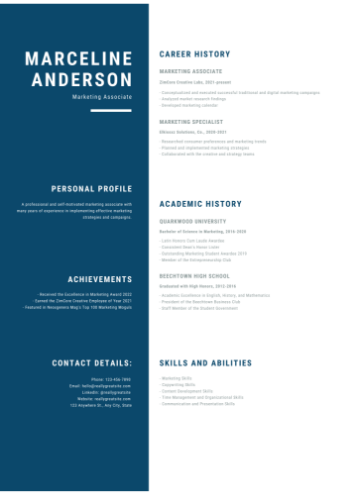 MARCELINE
ANDERSON
Marketing Associate
PERSONAL PROFILE
A professional and self-motivated marketing associate with
many years of experience in implementing effective marketing
strategies and campaigns.
ACHIEVEMENTS
- Received the Excellence in Marketing Award 2022
- Earned the ZimCore Creative Employee of Year 2021
- Featured in Neuogenesy Mag's Top 100 Marketing Moguls
CONTACT DETAILS:
Phone: 123-456-7890
Email: hello@reallygreatsite.com
LinkedIn: @reallygreatsite
Website: reallygreatsite.com
123 Anywhere St., Any City, State
CAREER HISTORY
MARKETING ASSOCIATE
ZimCore Creative Labs, 2021-present
- Conceptualized and executed successful traditional and digital marketing campaigns
- Analyzed market research findings
- Developed marketing calendar
MARKETING SPECIALIST
Solutions, Co., 2020-2021
- Researched consumer preferences and marketing trends
- Planned and implemented marketing strategies
- Collaborated with the creative and strategy teams
ACADEMIC HISTORY
QUARKWOOD UNIVERSITY
Bachelor of Science in Marketing, 2016-2020
- Latin Honors Cum Laude Awardee
- Consistent Dean's Honor Lister
- Outstanding Marketing Student Awardee 2019
- Member of the Entrepreneurship Club
BEECHTOWN HIGH SCHOOL
Graduated with High Honors, 2012-2016
- Academic Excellence in English, History, and Mathematics
- President of the Beechtown Business Club
- Staff Member of the Student Government
SKILLS AND ABILITIES
- Marketing Skills
- Copywriting Skills
- Content Development Skills
- Time Management and Organizational Skills
- Communication and Presentation Skills